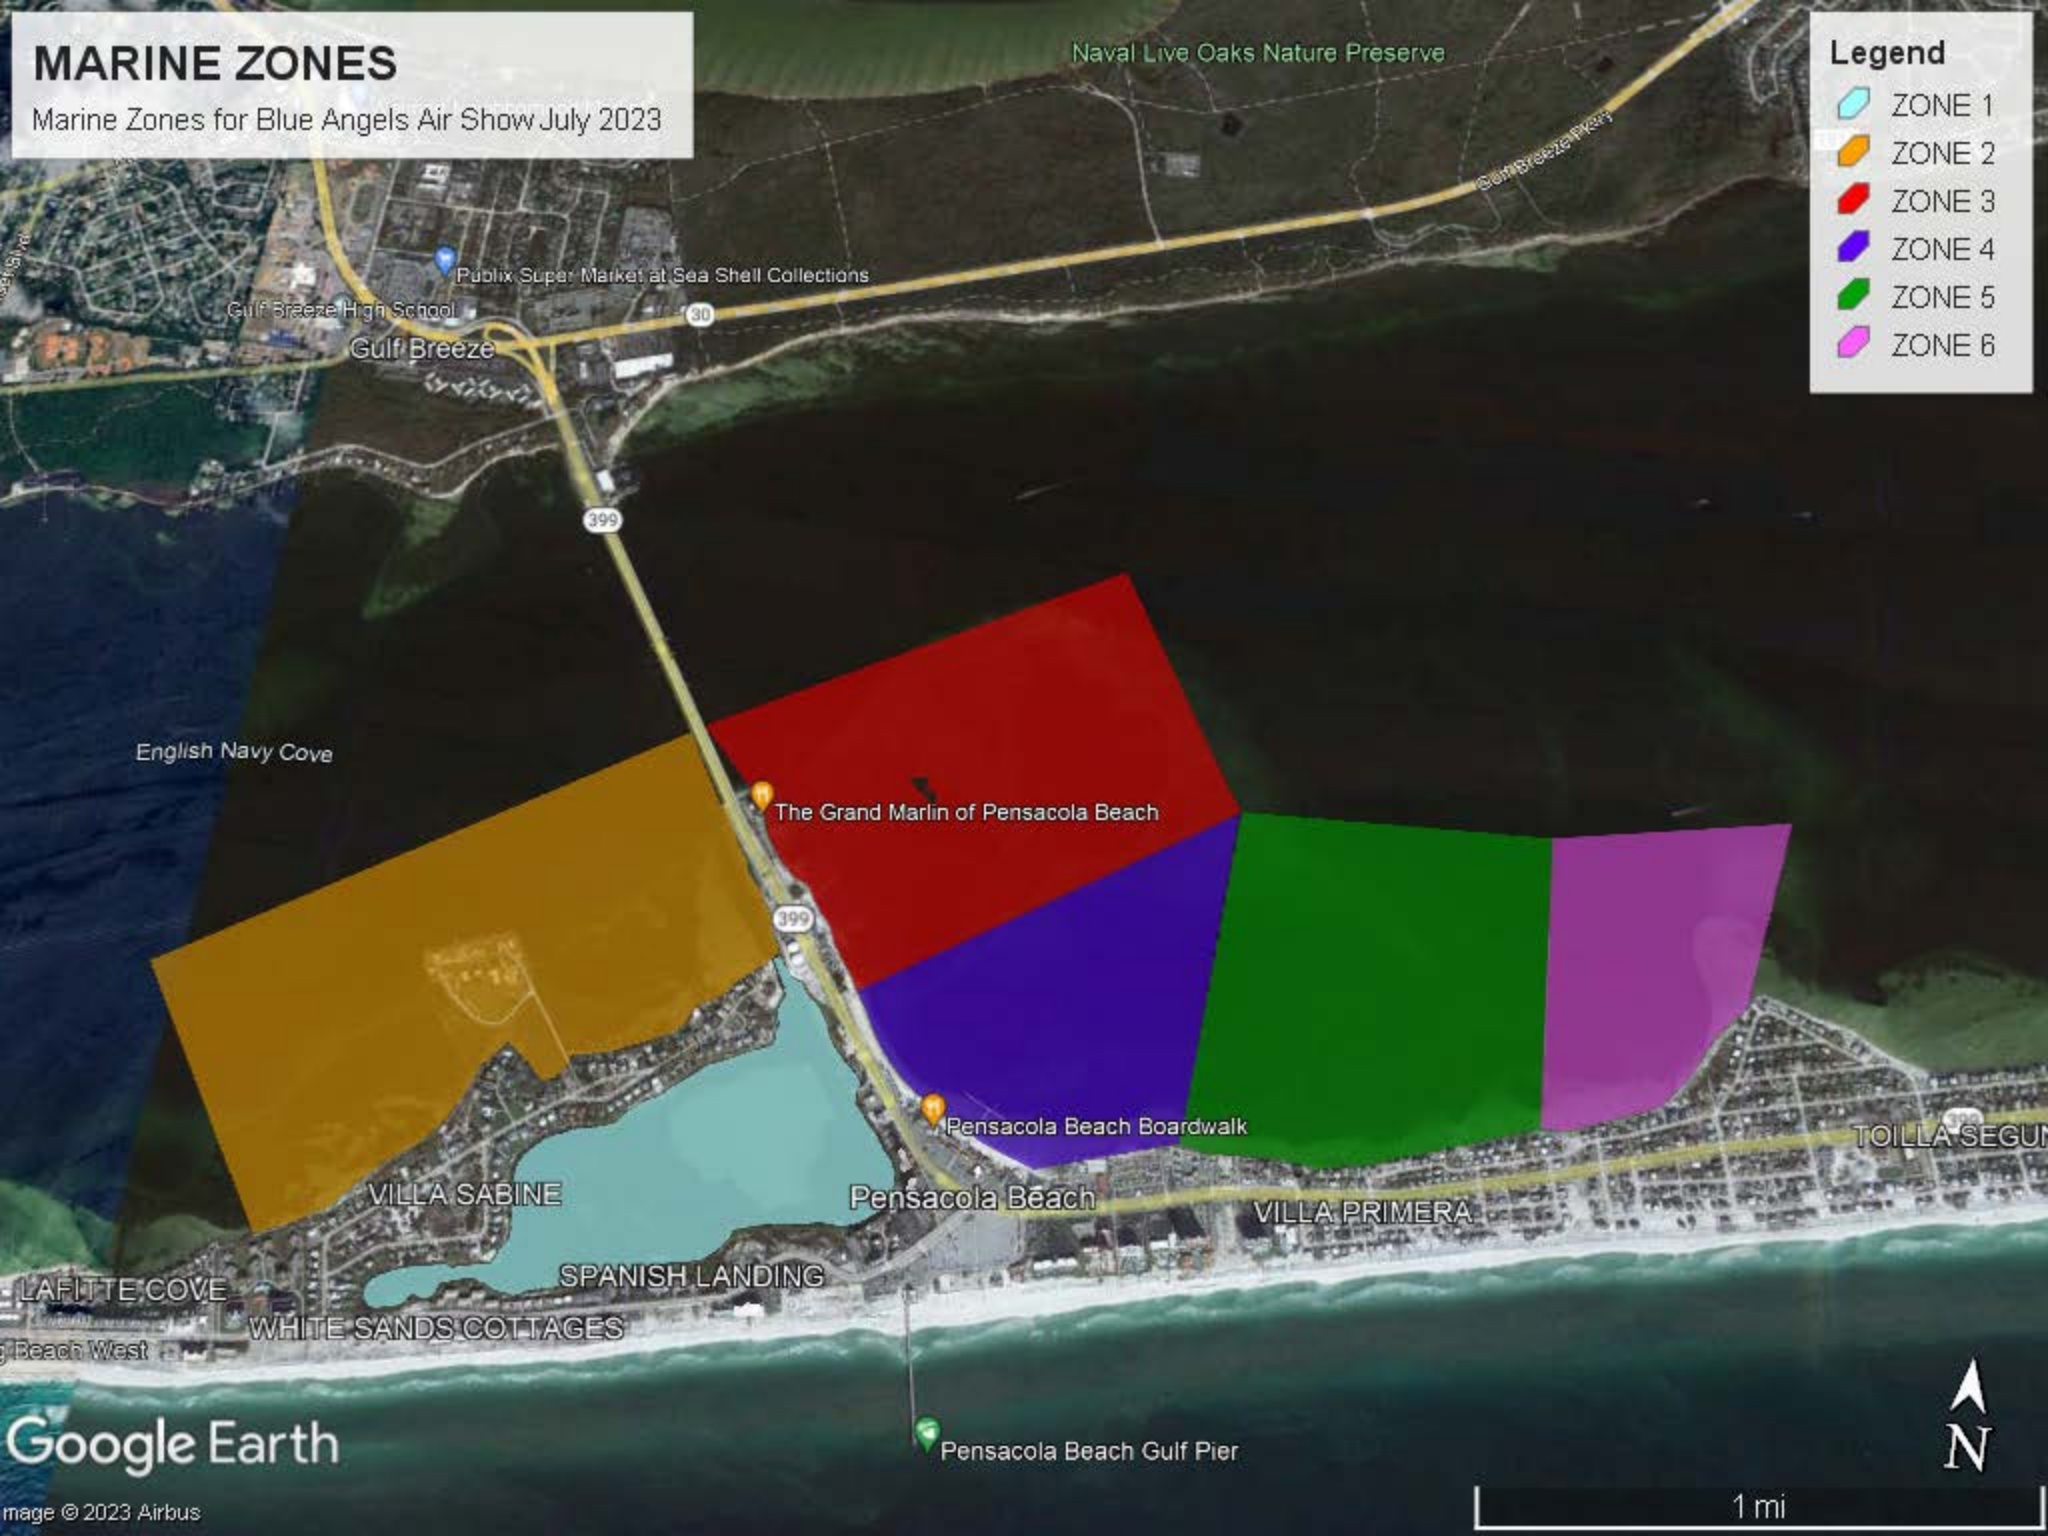 MARINE ZONES
Marine Zones for Blue Angels Air Show July 2023
Naval Live Oaks Nature Preserve
Legend
ZONE 1
ZONE 2
ZONE 3
ZONE 4
ZONE 5
ZONE 6
Gulf Breeze Pkwy
Publix Super Market at Sea Shell Collections
Gulf Breeze High School
30
Gulf Breeze
399
English Navy Cove
The Grand Marlin of Pensacola Beach
399
Pensacola Beach Boardwalk
399
TOILLA SEGUN
VILLA SABINE
Pensacola Beach
VILLA PRIMERA
SPANISH LANDING
LAFITTE COVE
WHITE SANDS COTTAGES
g Beach West
Google Earth
Pensacola Beach Gulf Pier
N
mage © 2023 Airbus
1 mi